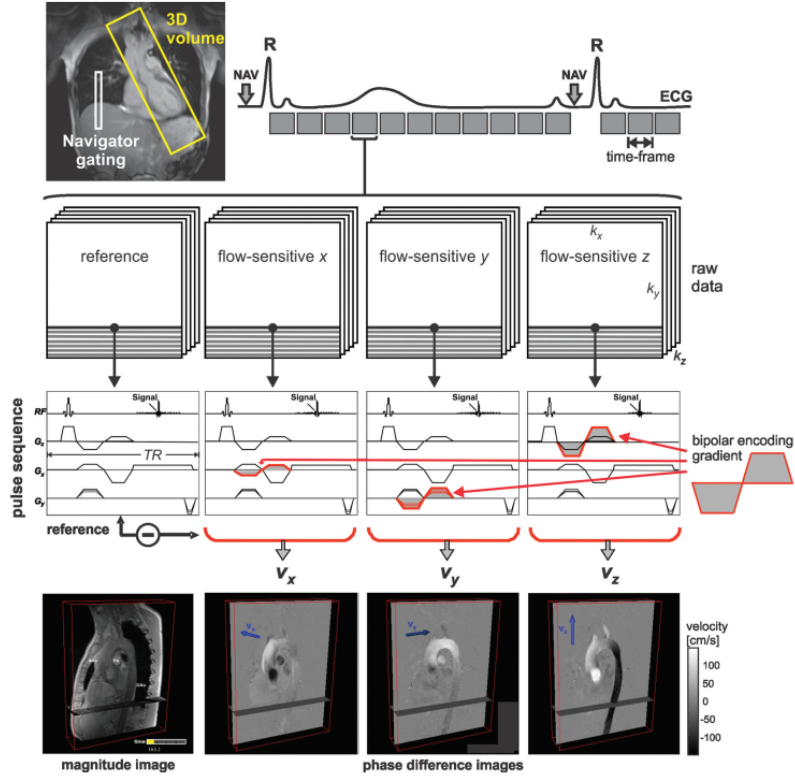 3D
volume
Navigator
gating
NAV
R
NAV
R
ECG
time-frame
reference
flow-sensitive x
flow-sensitive y
flow-sensitive z
kx
ky
kz
raw
data
pulse sequence
RF
Signal
Signal
Signal
Signal
Gz
Gx
Gy
TR
bipolar encoding
gradient
reference
vx
vy
vz
vx
vz
velocity
[cm/s]
100
50
0
-50
-100
magnitude image
phase difference images